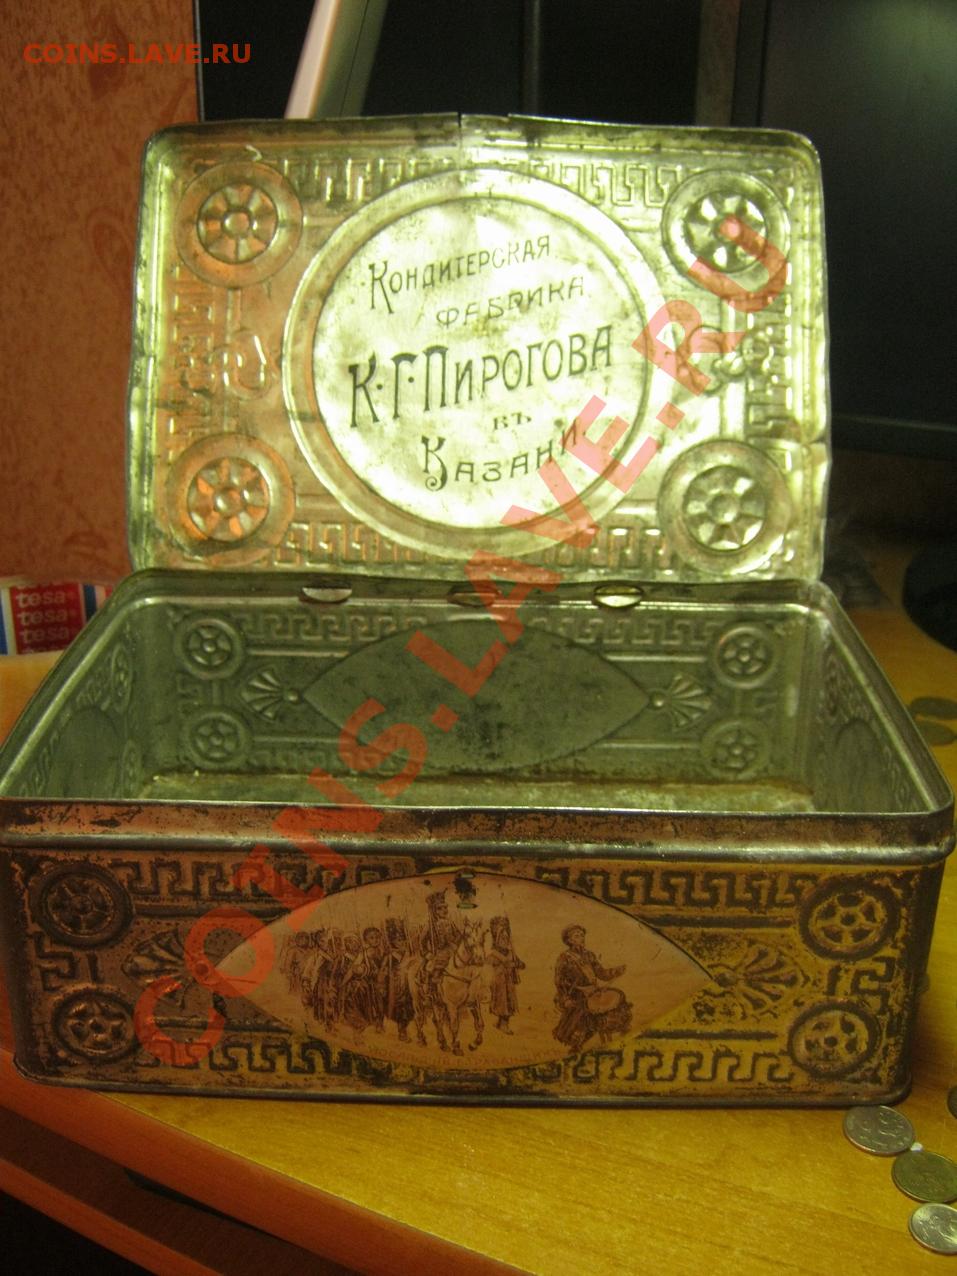 COINS.LAVE.RU
КОНДИТЕРСКАЯ
ФАБРИКА
К·Г·ПИРОГОВА
ВЪ
КАЗАНИ.
COINS.LAVE.RU
tesa
tesa
tesa